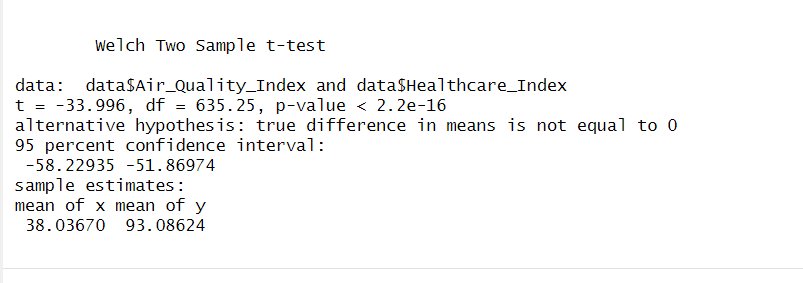 Welch Two Sample t-test
data:  data$Air_Quality_Index and data$Healthcare_Index
t = -33.996, df = 635.25, p-value < 2.2e-16
alternative hypothesis: true difference in means is not equal to 0
95 percent confidence interval:
 -58.22935 -51.86974
sample estimates:
mean of x mean of y
 38.03670  93.08624